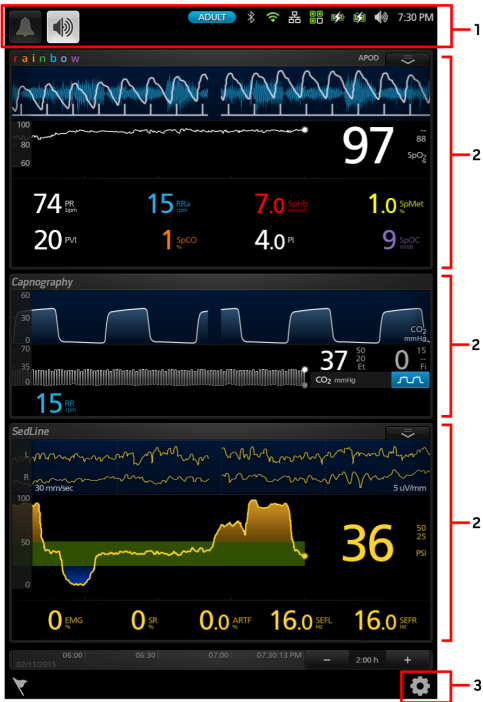 ADULT 7:30 PM
1
rainbow APOD
100
80
60
97 -- 88 SpO2 %
2
74 PR bpm 15 RRa rpm 7.0 SpHb 1.0 SpMet %
20 PVI 1 SpCO % 4.0 PI 9 SpOC ml/dl
Capnography
60
30
0
CO2 mmHg
2
70
35
0
37 50 20 Et 0 15 -- Fi
CO2 mmHg
15 RR rpm
SedLine
L
R
30 mm/sec 5 uV/mm
100
50
0
36 50 25 PSI
2
0 EMG % 0 SR % 0.0 ARTF % 16.0 SEFL Hz 16.0 SEFR Hz
06:00 06:30 07:00 07:30:13 PM - 2:00 h +
02/11/2015
3